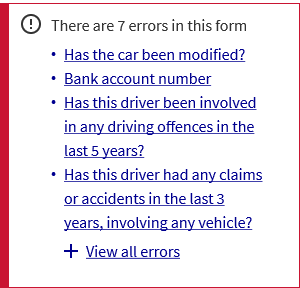 There are 7 errors in this form
• Has the car been modified?
• Bank account number
• Has this driver been involved
in any driving offences in the
last 5 years?
• Has this driver had any claims
or accidents in the last 3
years, involving any vehicle?
+ View all errors